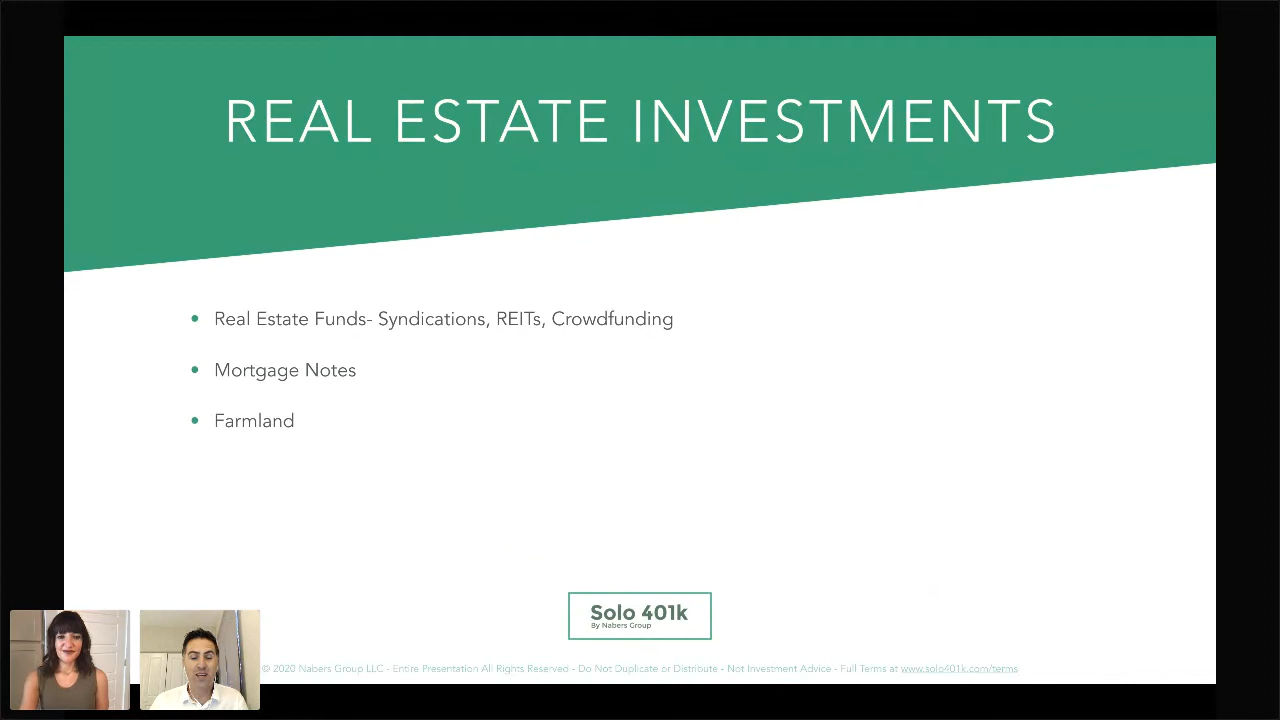 REAL ESTATE INVESTMENTS
• Real Estate Funds- Syndications, REITs, Crowdfunding
• Mortgage Notes
• Farmland
Solo 401k
By Nabers Group
© 2020 Nabers Group LLC - Entire Presentation All Rights Reserved - Do Not Duplicate or Distribute - Not Investment Advice - Full Terms at www.solo401k.com/terms